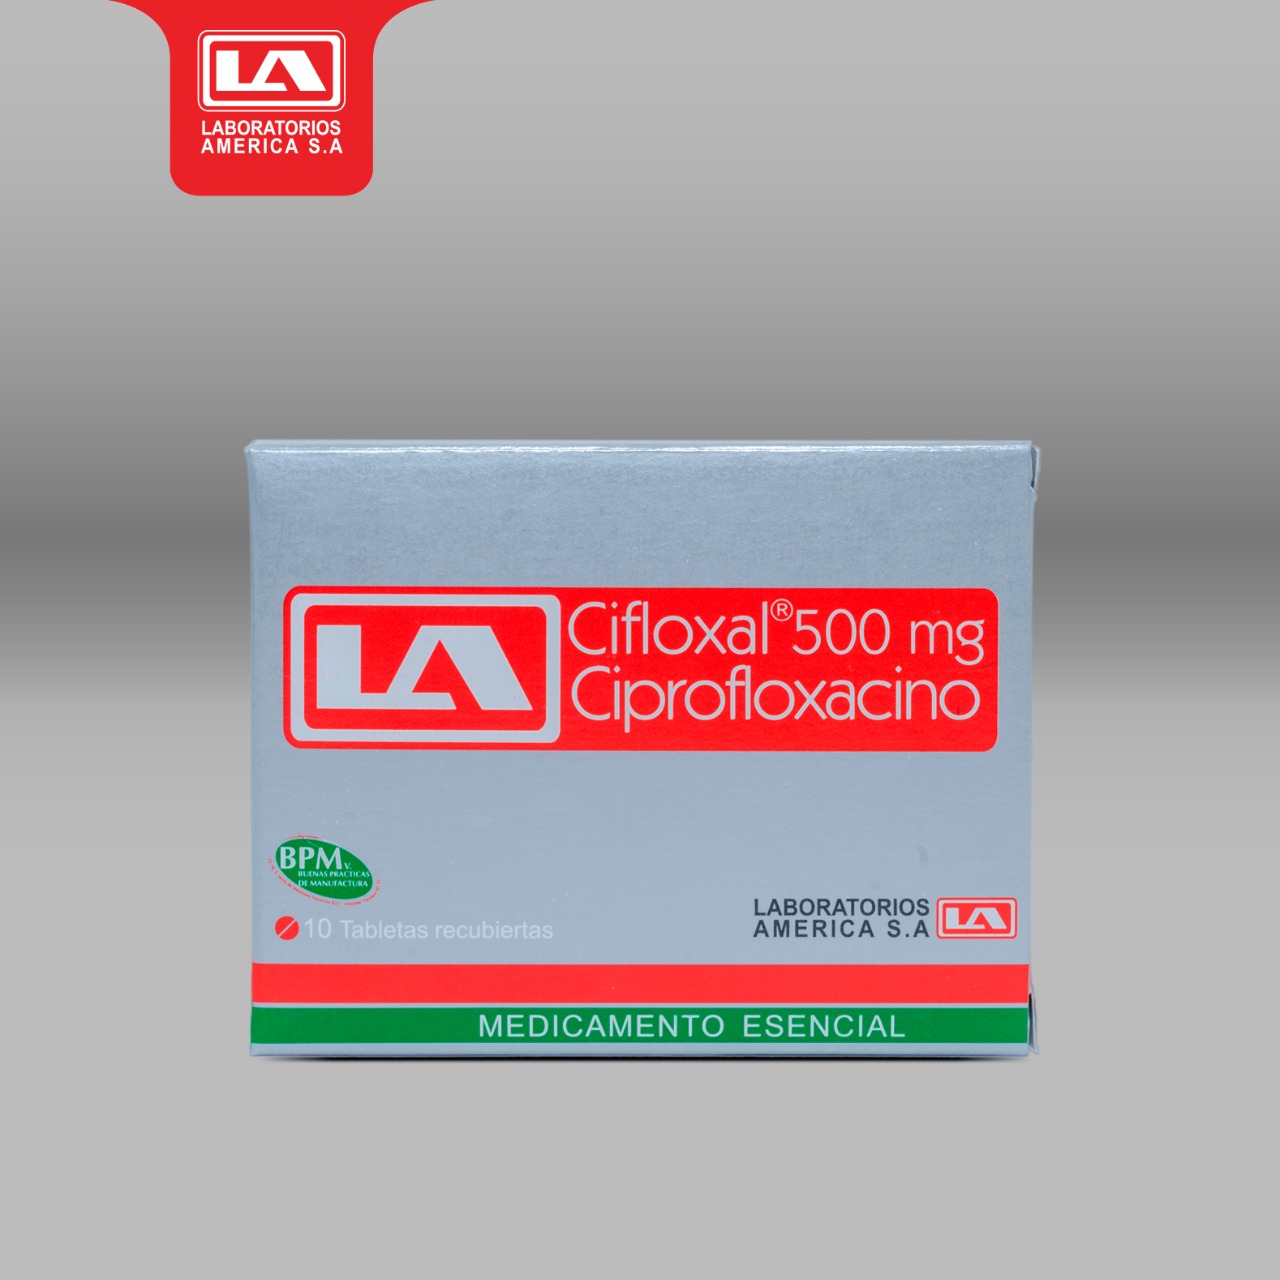 LA
LABORATORIOS
AMERICA S.A
LA
Cifloxal® 500 mg
Ciprofloxacino
BPM v.
BUENAS PRACTICAS
DE MANUFACTURA
10 Tabletas recubiertas
LABORATORIOS
AMERICA S.A
LA
MEDICAMENTO ESENCIAL